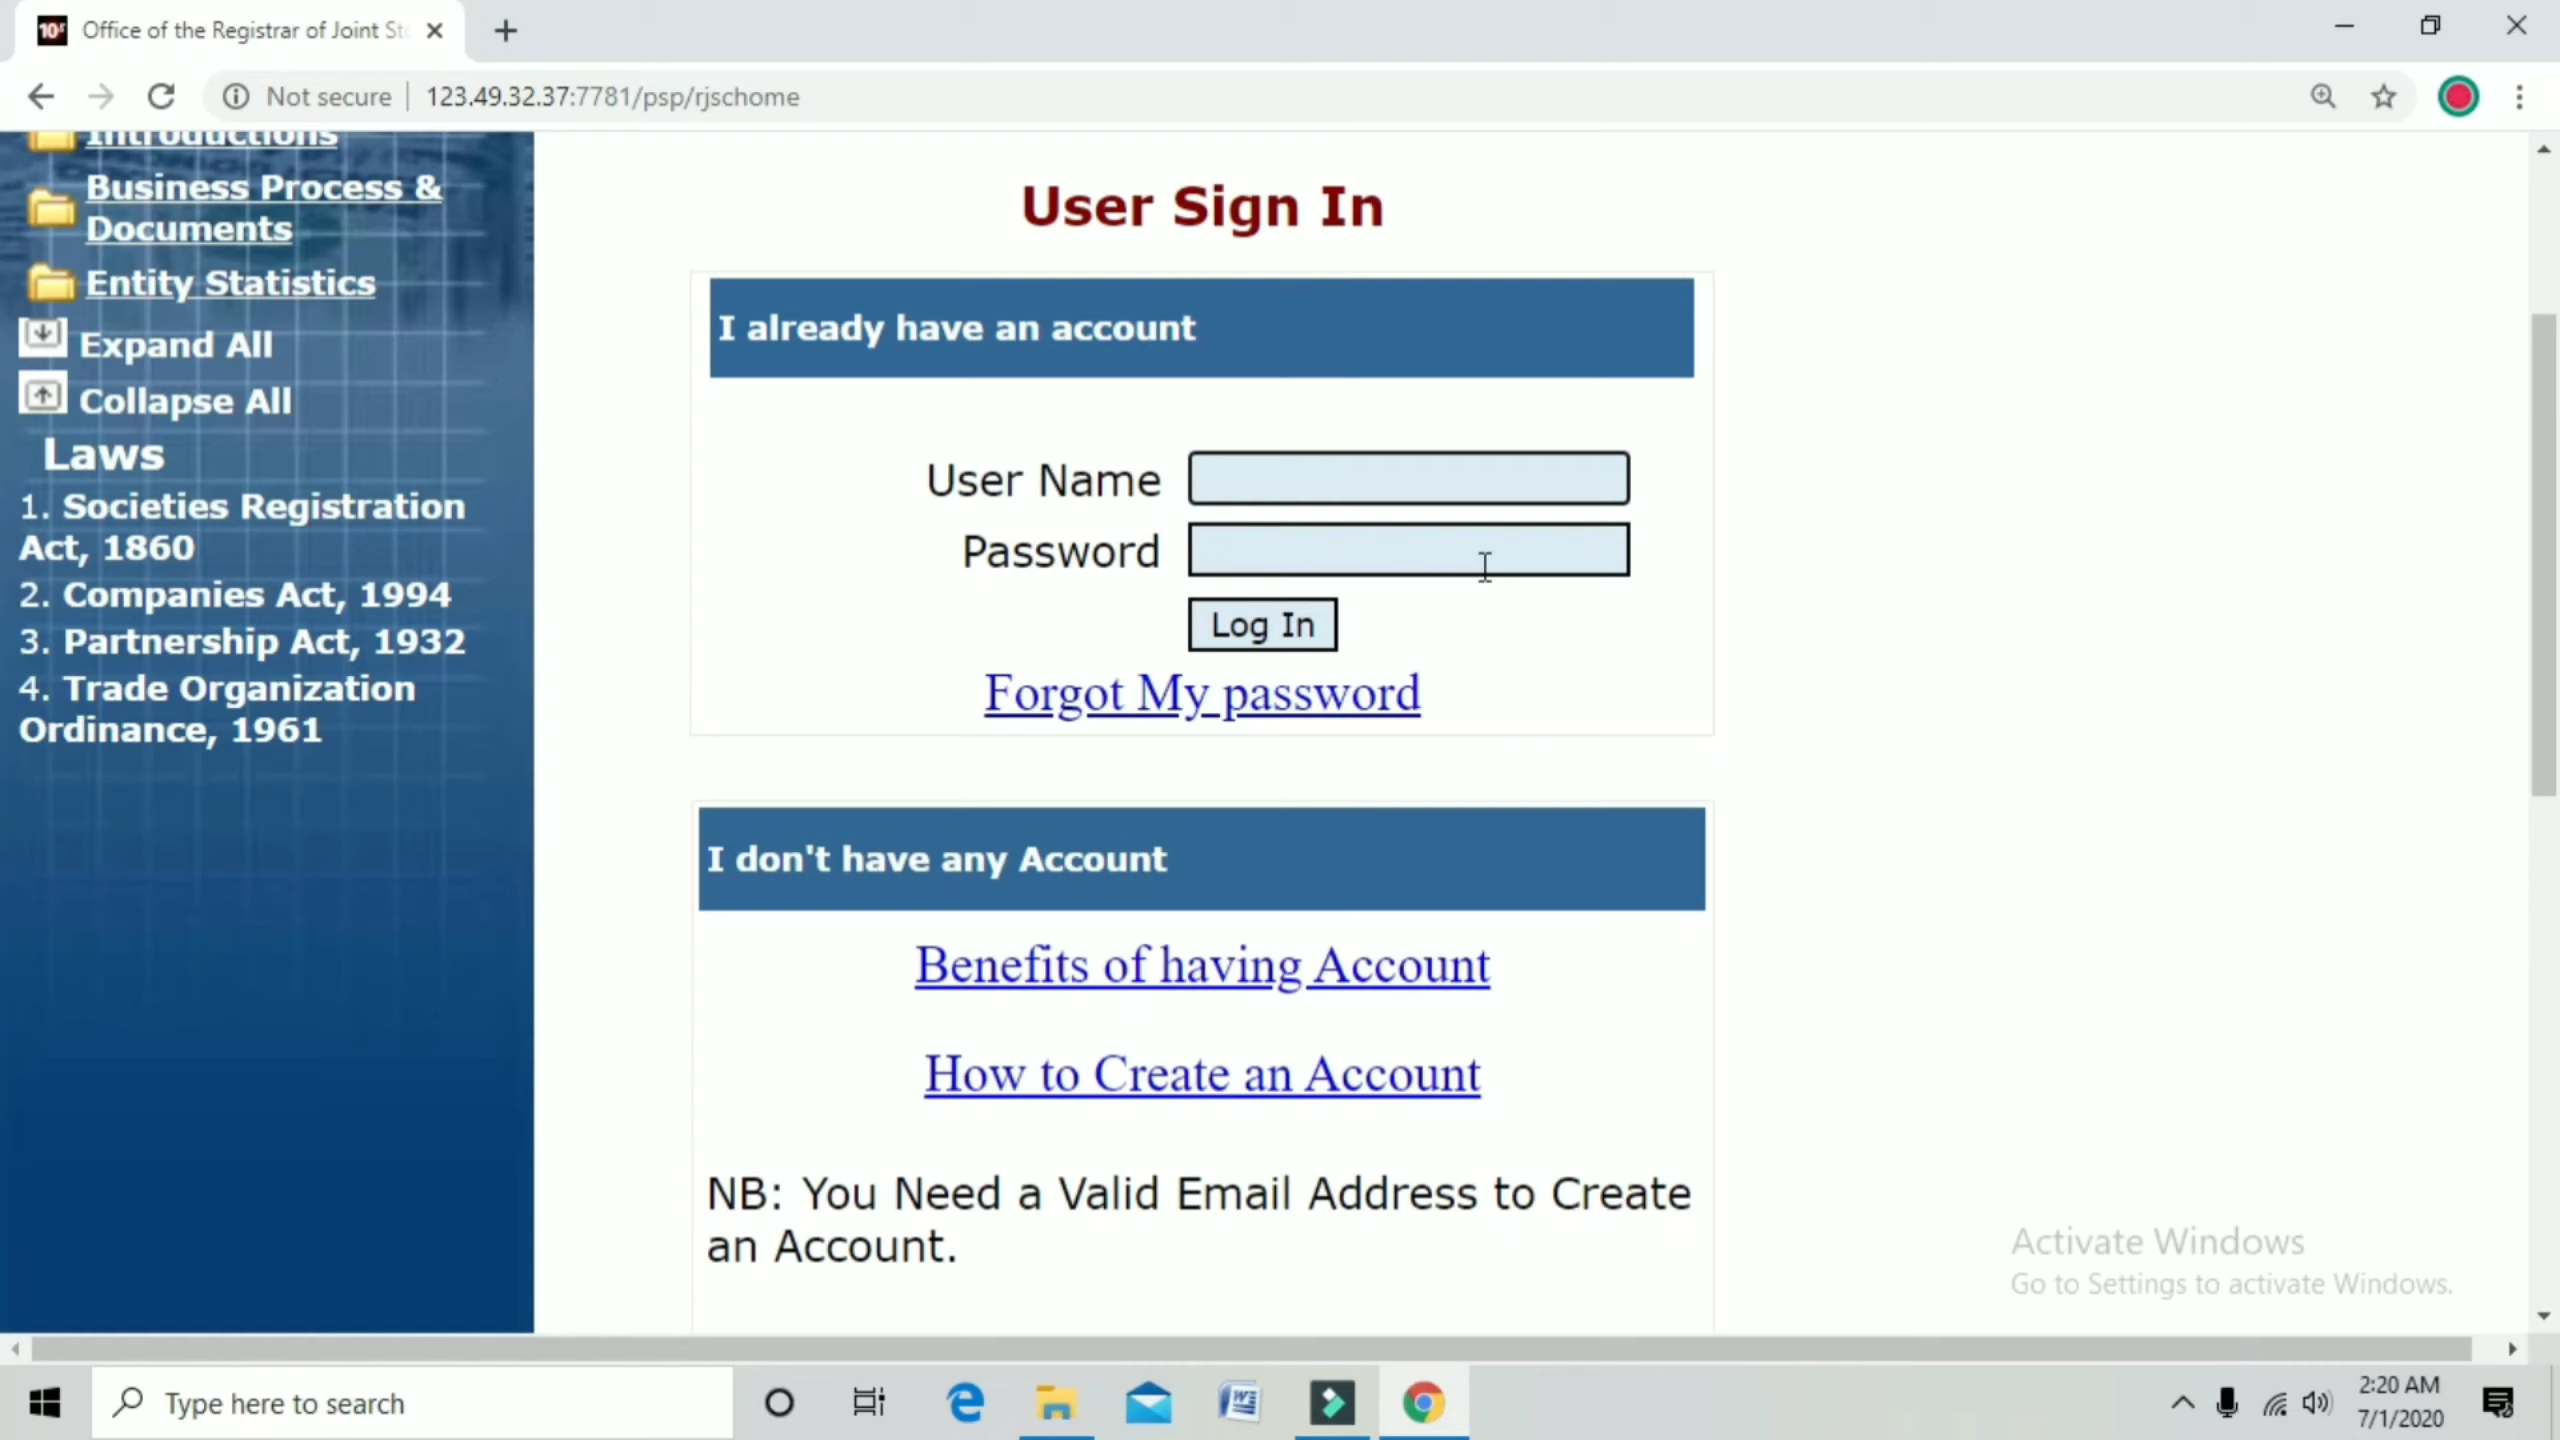 Office of the Registrar of Joint St
Not secure | 123.49.32.37:7781/psp/rjschome
Introductions
Business Process &
Documents
Entity Statistics
Expand All
Collapse All
Laws
1. Societies Registration
Act, 1860
2. Companies Act, 1994
3. Partnership Act, 1932
4. Trade Organization
Ordinance, 1961
User Sign In
I already have an account
User Name
Password
Log In
Forgot My password
I don't have any Account
Benefits of having Account
How to Create an Account
NB: You Need a Valid Email Address to Create
an Account.
Activate Windows
Go to Settings to activate Windows.
Type here to search
2:20 AM
7/1/2020